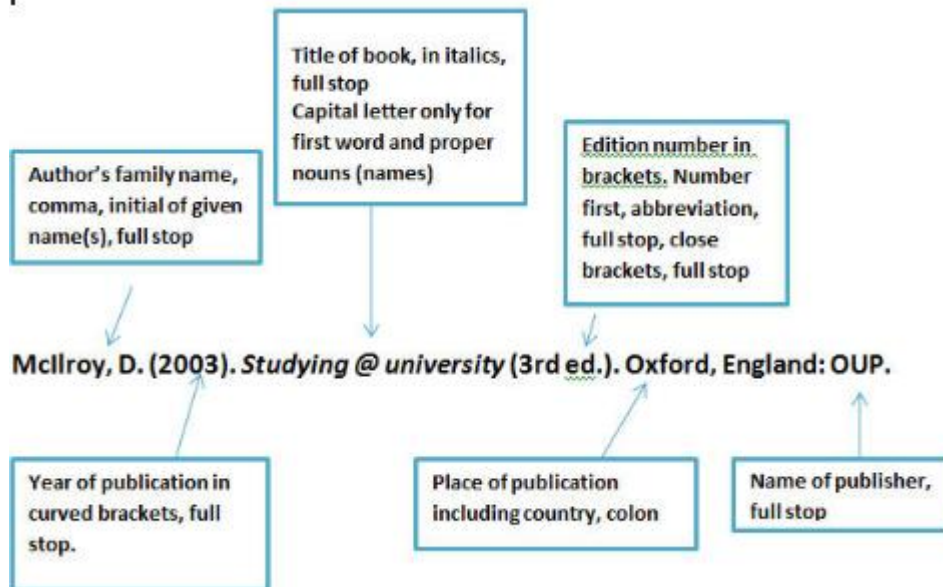 Title of book, in italics,
full stop
Capital letter only for
first word and proper
nouns (names)
Edition number in
brackets. Number
first, abbreviation,
full stop, close
brackets, full stop
Author's family name,
comma, initial of given
name(s), full stop
McIlroy, D. (2003). Studying @ university (3rd ed.). Oxford, England: OUP.
Year of publication in
curved brackets, full
stop.
Place of publication
including country, colon
Name of publisher,
full stop